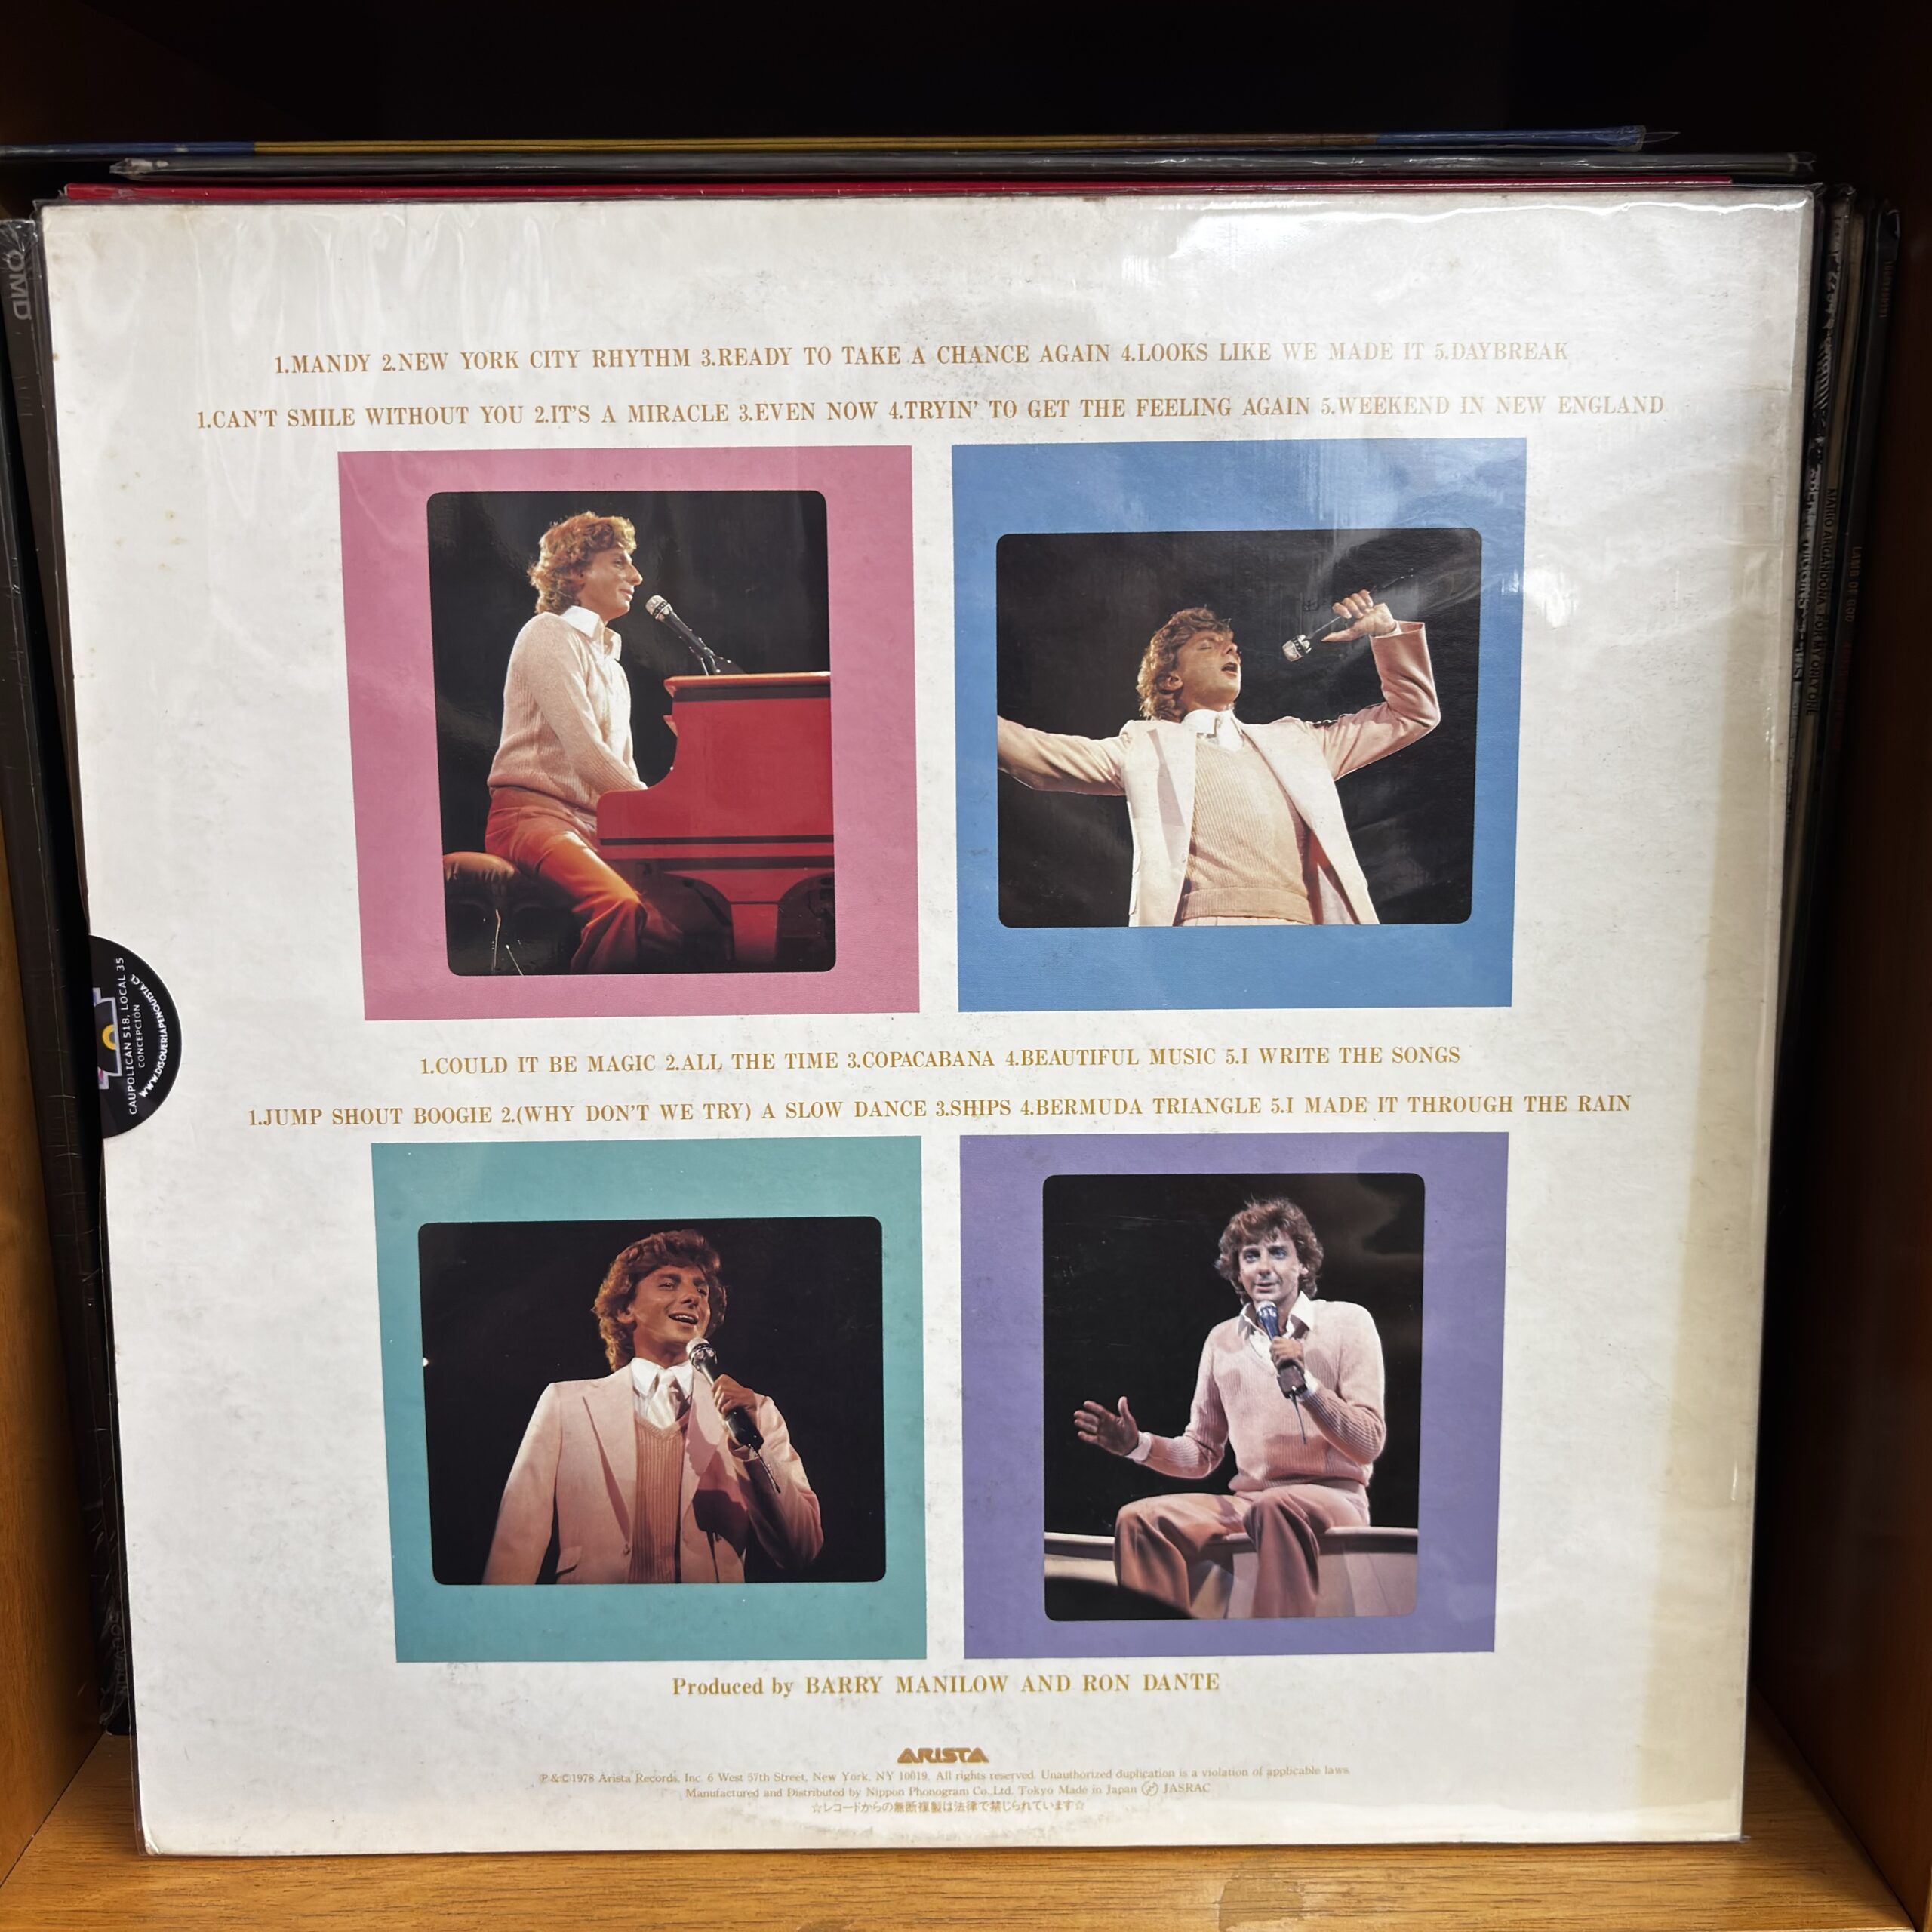 1.MANDY 2.NEW YORK CITY RHYTHM 3.READY TO TAKE A CHANCE AGAIN 4.LOOKS LIKE WE MADE IT 5.DAYBREAK
1.CAN'T SMILE WITHOUT YOU 2.IT'S A MIRACLE 3.EVEN NOW 4.TRYIN' TO GET THE FEELING AGAIN 5.WEEKEND IN NEW ENGLAND
1.COULD IT BE MAGIC 2.ALL THE TIME 3.COPACABANA 4.BEAUTIFUL MUSIC 5.I WRITE THE SONGS
1.JUMP SHOUT BOOGIE 2.(WHY DON'T WE TRY) A SLOW DANCE 3.SHIPS 4.BERMUDA TRIANGLE 5.I MADE IT THROUGH THE RAIN
Produced by BARRY MANILOW AND RON DANTE
ARISTA
℗&©1978 Arista Records, Inc. 6 West 57th Street, New York, NY 10019. All rights reserved. Unauthorized duplication is a violation of applicable laws.
Manufactured and Distributed by Nippon Phonogram Co.,Ltd. Tokyo Made in Japan Ⓟ JASRAC
☆レコードからの無断複製は法律で禁じられています☆
CAUPOLICAN 518, LOCAL 35
CONCEPCION
WWW.DISQUERIAPENQUISTA.CL
OMD
LAMB OF GOD